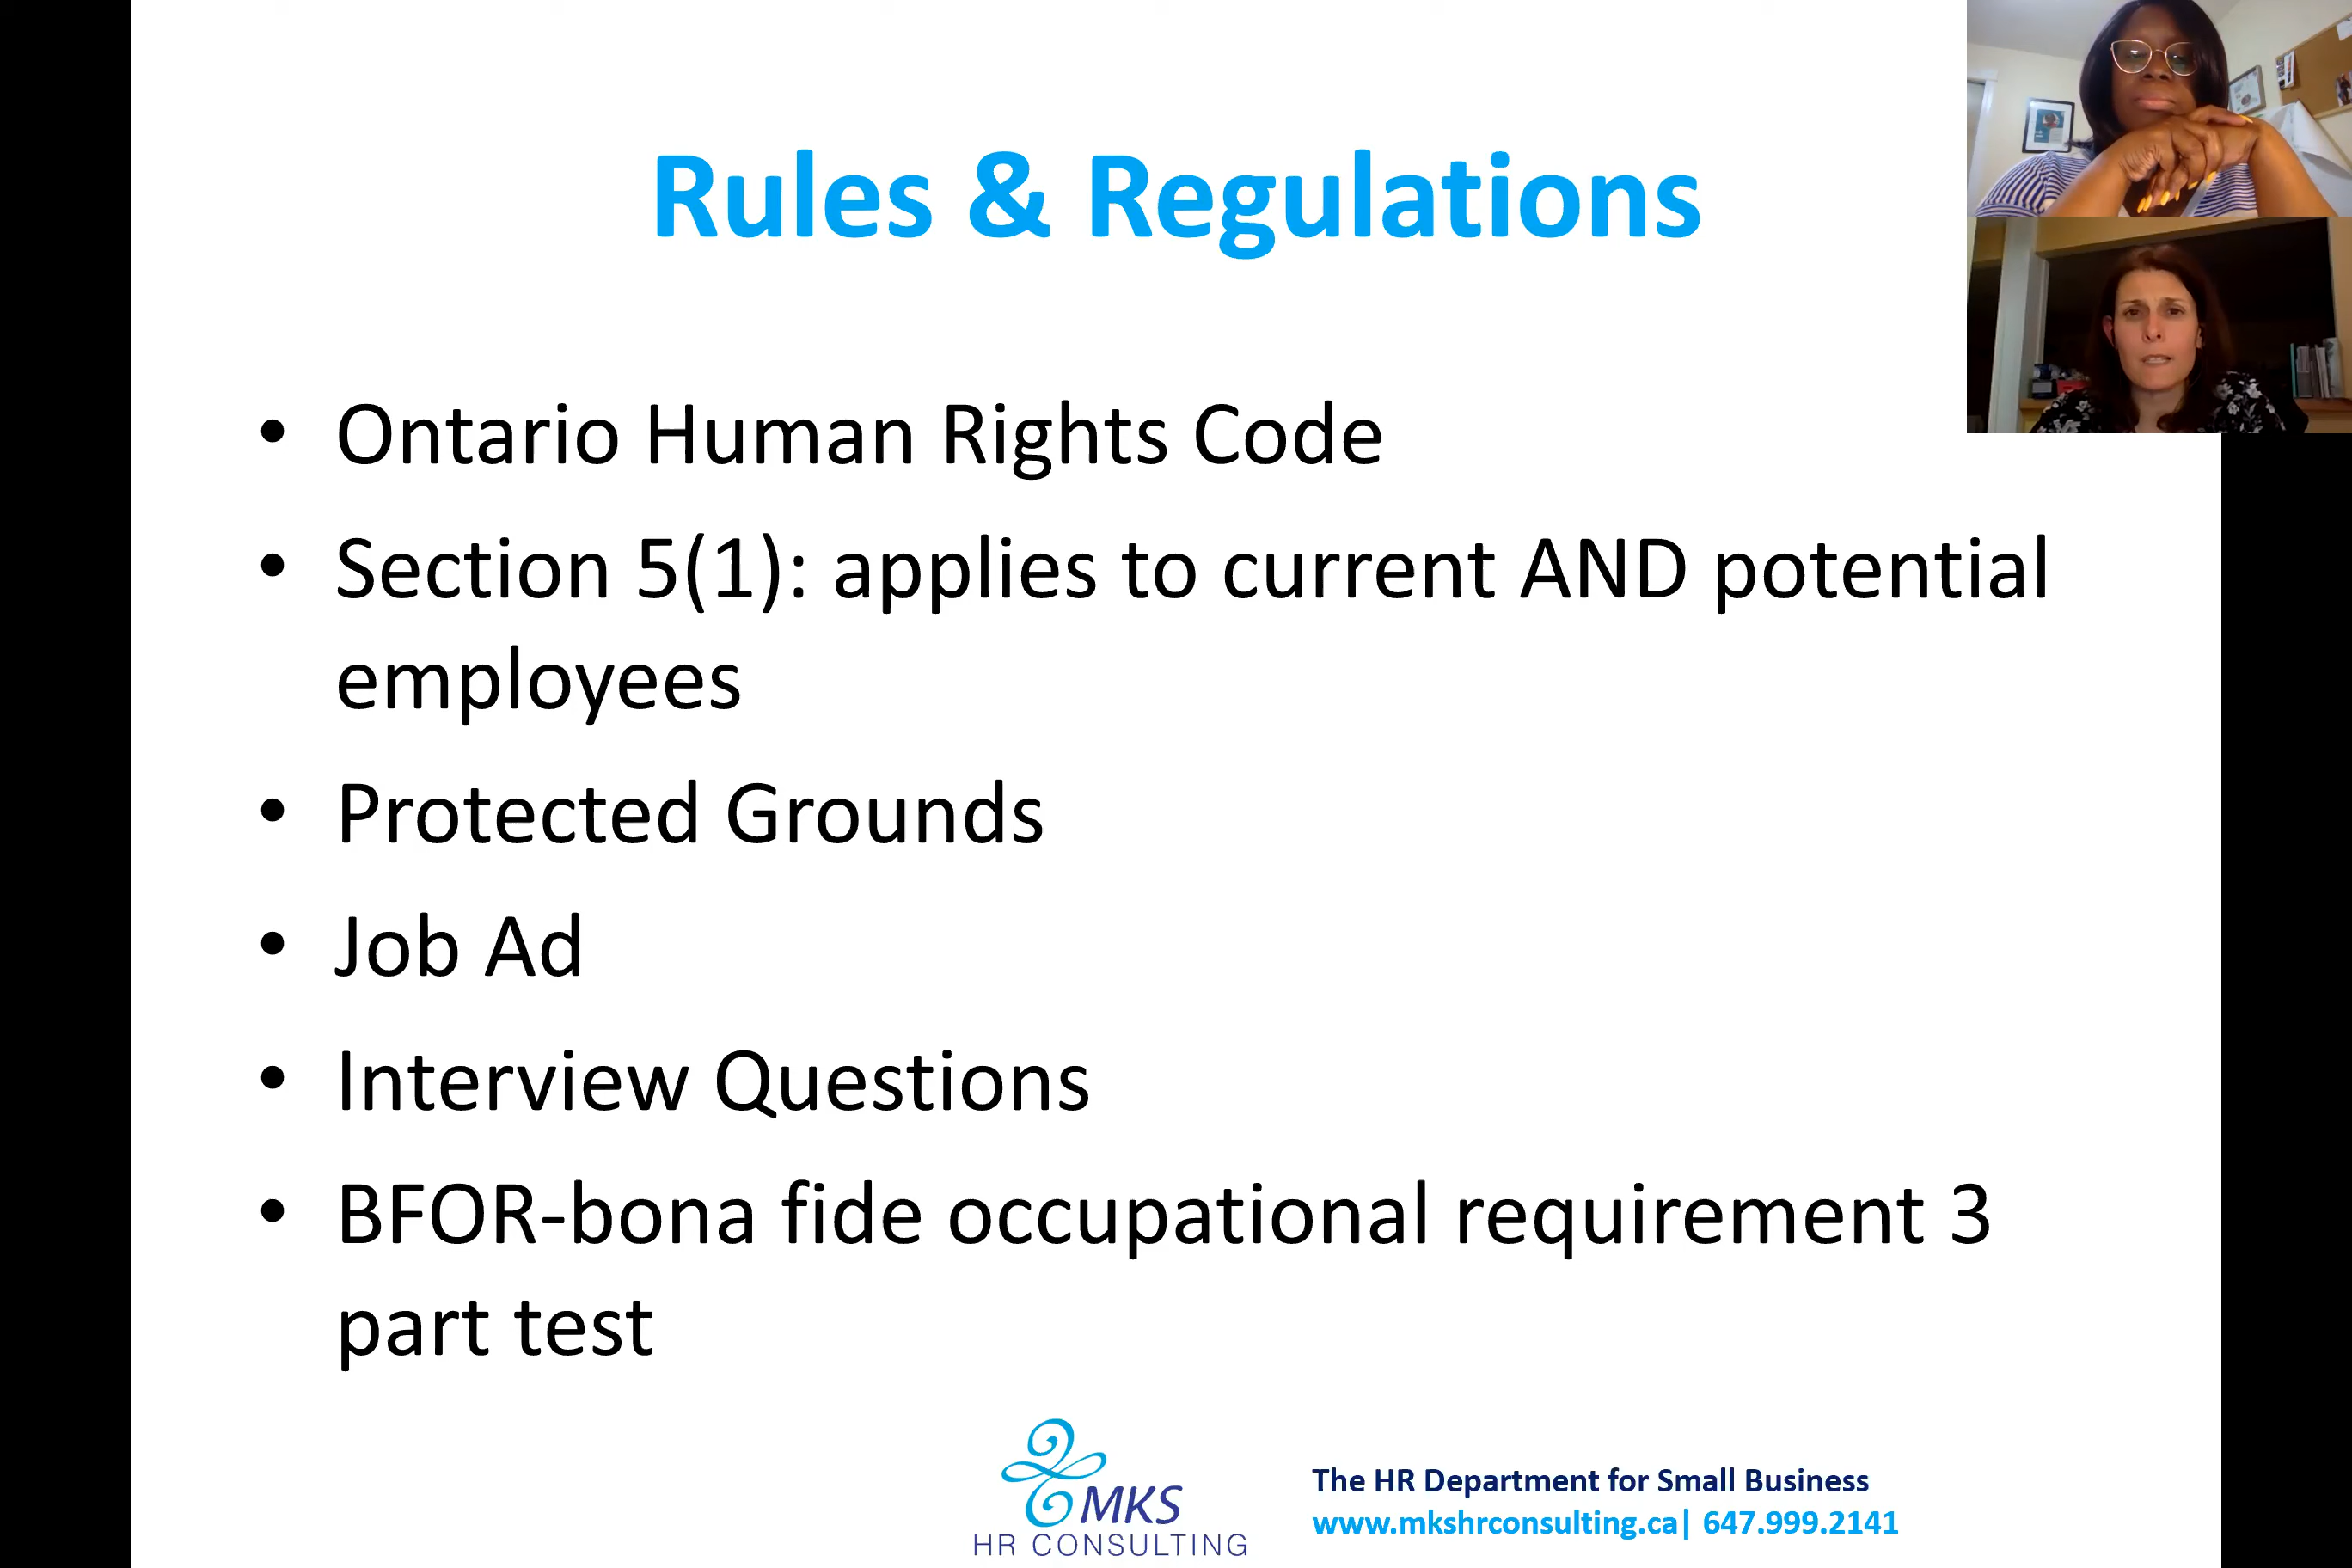 Rules & Regulations
• Ontario Human Rights Code
• Section 5(1): applies to current AND potential
employees
• Protected Grounds
• Job Ad
• Interview Questions
• BFOR-bona fide occupational requirement 3
part test
MKS
HR CONSULTING
The HR Department for Small Business
www.mkshrconsulting.ca| 647.999.2141